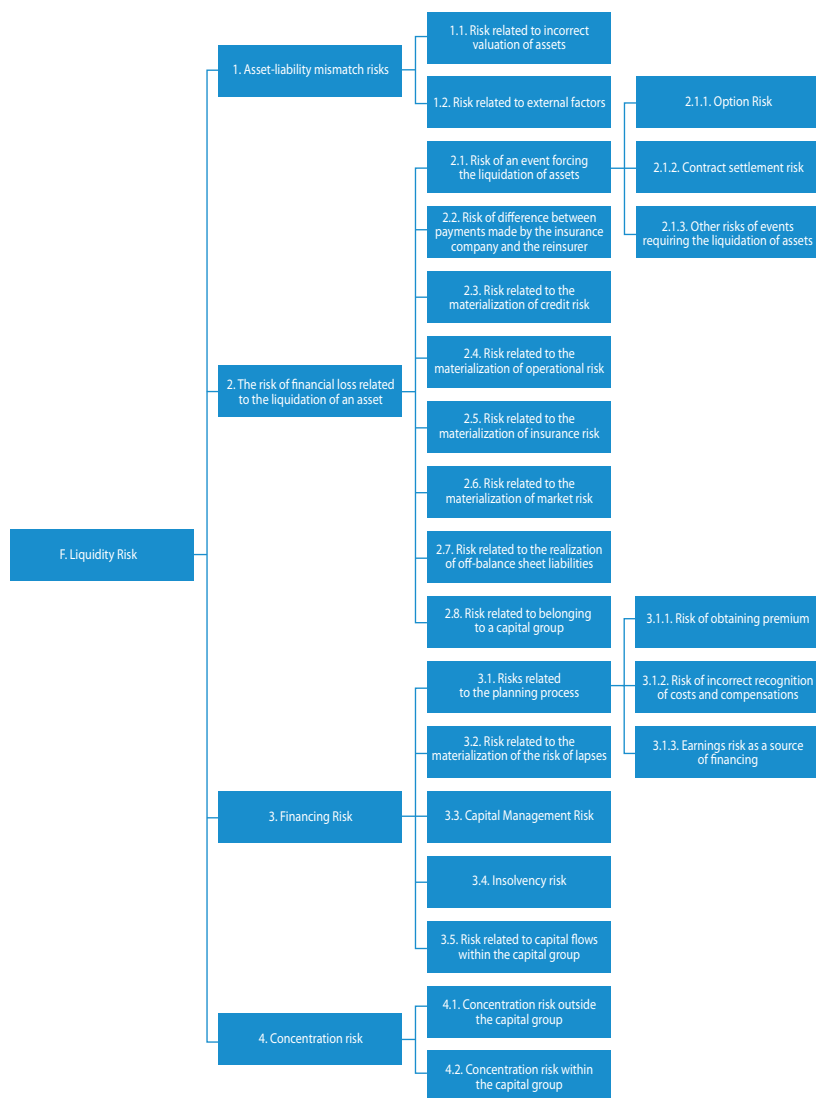 F. Liquidity Risk
1. Asset-liability mismatch risks
1.1. Risk related to incorrect
valuation of assets
1.2. Risk related to external factors
2. The risk of financial loss related
to the liquidation of an asset
2.1. Risk of an event forcing
the liquidation of assets
2.1.1. Option Risk
2.1.2. Contract settlement risk
2.1.3. Other risks of events
requiring the liquidation of assets
2.2. Risk of difference between
payments made by the insurance
company and the reinsurer
2.3. Risk related to the
materialization of credit risk
2.4. Risk related to the
materialization of operational risk
2.5. Risk related to the
materialization of insurance risk
2.6. Risk related to the
materialization of market risk
2.7. Risk related to the realization
of off-balance sheet liabilities
2.8. Risk related to belonging
to a capital group
3. Financing Risk
3.1. Risks related
to the planning process
3.1.1. Risk of obtaining premium
3.1.2. Risk of incorrect recognition
of costs and compensations
3.1.3. Earnings risk as a source
of financing
3.2. Risk related to the
materialization of the risk of lapses
3.3. Capital Management Risk
3.4. Insolvency risk
3.5. Risk related to capital flows
within the capital group
4. Concentration risk
4.1. Concentration risk outside
the capital group
4.2. Concentration risk within
the capital group